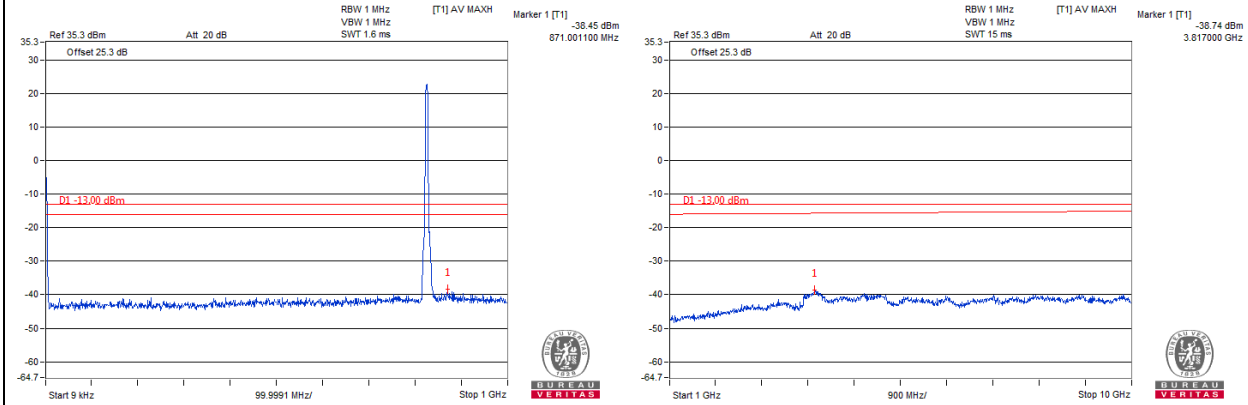 RBW 1 MHz [T1] AV MAXH Marker 1 [T1]
VBW 1 MHz -38.45 dBm
Ref 35.3 dBm Att 20 dB SWT 1.6 ms 871.001100 MHz
35.3
Offset 25.3 dB
30
20
10
0
-10
D1 -13,00 dBm
-20
-30
1
-40
-50
-60
-64.7
Start 9 kHz 99.9991 MHz/ Stop 1 GHz
BUREAU VERITAS
1828
BUREAU
VERITAS
RBW 1 MHz [T1] AV MAXH Marker 1 [T1]
VBW 1 MHz -38.74 dBm
Ref 35.3 dBm Att 20 dB SWT 15 ms 3.817000 GHz
35.3
Offset 25.3 dB
30
20
10
0
-10
D1 -13,00 dBm
-20
-30
1
-40
-50
-60
-64.7
Start 1 GHz 900 MHz/ Stop 10 GHz
BUREAU VERITAS
1828
BUREAU
VERITAS